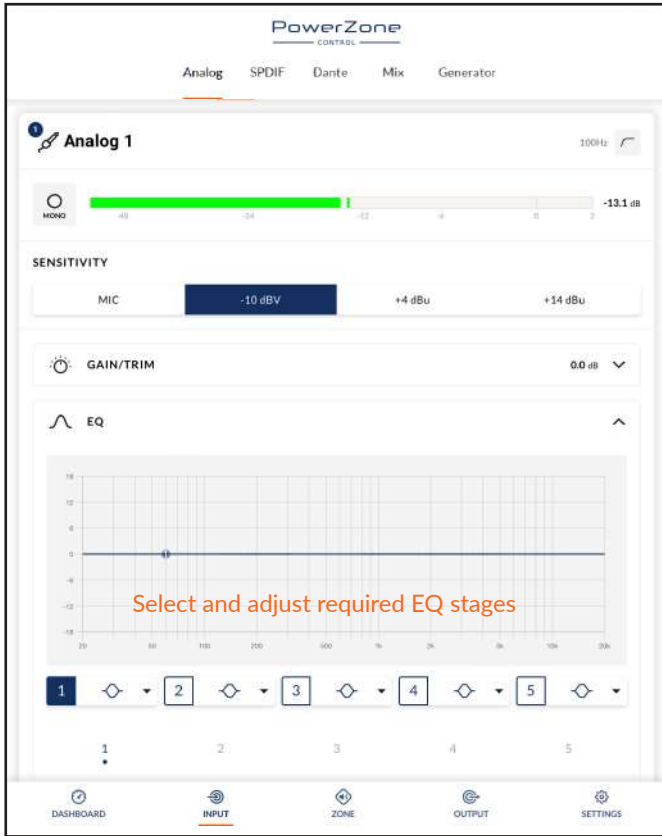 PowerZone
CONTROL
Analog SPDIF Dante Mix Generator
1
Analog 1
100Hz
MONO
-13.1 dB
-48 -24 -12 -6 0 3
SENSITIVITY
MIC -10 dBV +4 dBu +14 dBu
GAIN/TRIM 0.0 dB
EQ
18
12
6
0
-6
-12
-18
Select and adjust required EQ stages
20 50 100 200 500 1k 2k 5k 10k 20k
1 2 3 4 5
1 2 3 4 5
DASHBOARD INPUT ZONE OUTPUT SETTINGS